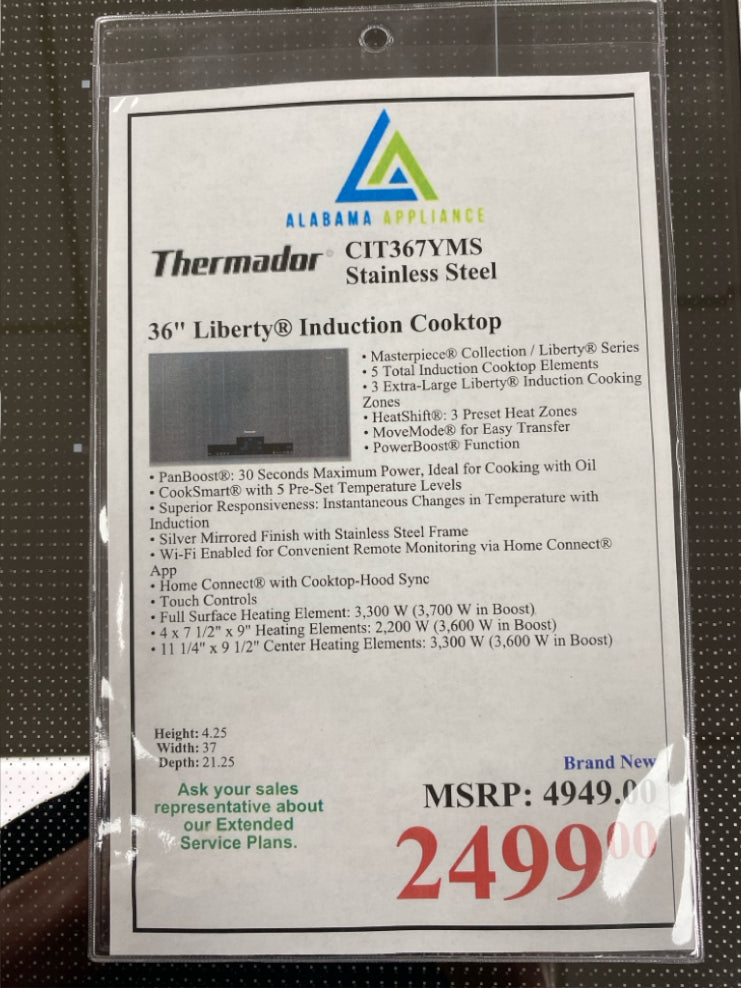 ALABAMA APPLIANCE
Thermador® CIT367YMS
Stainless Steel
36" Liberty® Induction Cooktop
• Masterpiece® Collection / Liberty® Series
• 5 Total Induction Cooktop Elements
• 3 Extra-Large Liberty® Induction Cooking
Zones
• HeatShift®: 3 Preset Heat Zones
• MoveMode® for Easy Transfer
• PowerBoost® Function
• PanBoost®: 30 Seconds Maximum Power, Ideal for Cooking with Oil
• CookSmart® with 5 Pre-Set Temperature Levels
• Superior Responsiveness: Instantaneous Changes in Temperature with
Induction
• Silver Mirrored Finish with Stainless Steel Frame
• Wi-Fi Enabled for Convenient Remote Monitoring via Home Connect®
App
• Home Connect® with Cooktop-Hood Sync
• Touch Controls
• Full Surface Heating Element: 3,300 W (3,700 W in Boost)
• 4 x 7 1/2" x 9" Heating Elements: 2,200 W (3,600 W in Boost)
• 11 1/4" x 9 1/2" Center Heating Elements: 3,300 W (3,600 W in Boost)
Height: 4.25
Width: 37
Depth: 21.25
Ask your sales
representative about
our Extended
Service Plans.
Brand New
MSRP: 4949.00
249900